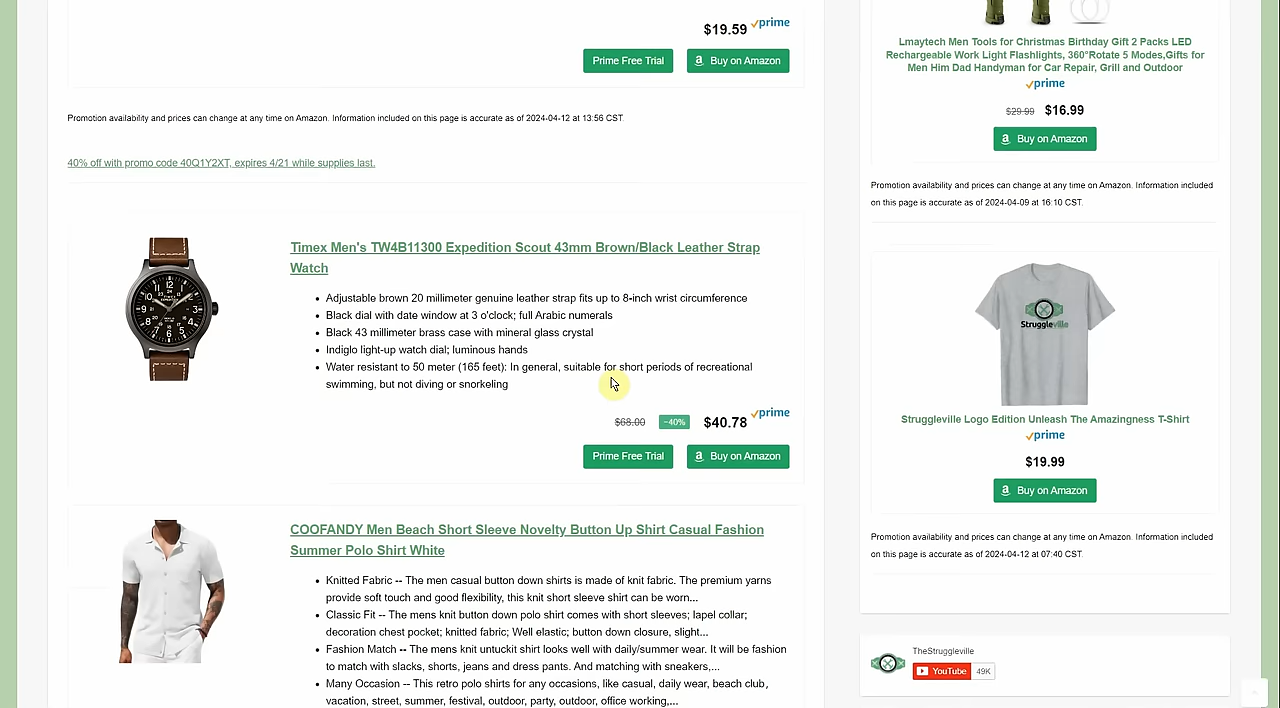 $19.59
prime
Prime Free Trial
Buy on Amazon
Promotion availability and prices can change at any time on Amazon. Information included on this page is accurate as of 2024-04-12 at 13:56 CST.
40% off with promo code 40Q1Y2XT, expires 4/21 while supplies last.
Timex Men's TW4B11300 Expedition Scout 43mm Brown/Black Leather Strap
Watch
Adjustable brown 20 millimeter genuine leather strap fits up to 8-inch wrist circumference
Black dial with date window at 3 o'clock; full Arabic numerals
Black 43 millimeter brass case with mineral glass crystal
Indiglo light-up watch dial; luminous hands
Water resistant to 50 meter (165 feet): In general, suitable for short periods of recreational
swimming, but not diving or snorkeling
$68.00
−40%
$40.78
prime
Prime Free Trial
Buy on Amazon
COOFANDY Men Beach Short Sleeve Novelty Button Up Shirt Casual Fashion
Summer Polo Shirt White
Knitted Fabric -- The men casual button down shirts is made of knit fabric. The premium yarns
provide soft touch and good flexibility, this knit short sleeve shirt can be worn...
Classic Fit -- The mens knit button down polo shirt comes with short sleeves; lapel collar;
decoration chest pocket; knitted fabric; Well elastic; button down closure, slight...
Fashion Match -- The mens knit untuckit shirt looks well with daily/summer wear. It will be fashion
to match with slacks, shorts, jeans and dress pants. And matching with sneakers,...
Many Occasion -- This retro polo shirts for any occasions, like casual, daily wear, beach club,
vacation, street, summer, festival, outdoor, party, outdoor, office working,...
Lmaytech Men Tools for Christmas Birthday Gift 2 Packs LED
Rechargeable Work Light Flashlights, 360°Rotate 5 Modes,Gifts for
Men Him Dad Handyman for Car Repair, Grill and Outdoor
prime
$29.99
$16.99
Buy on Amazon
Promotion availability and prices can change at any time on Amazon. Information included
on this page is accurate as of 2024-04-09 at 16:10 CST.
Struggleville
Struggleville Logo Edition Unleash The Amazingness T-Shirt
prime
$19.99
Buy on Amazon
Promotion availability and prices can change at any time on Amazon. Information included
on this page is accurate as of 2024-04-12 at 07:40 CST.
TheStruggleville
YouTube
49K